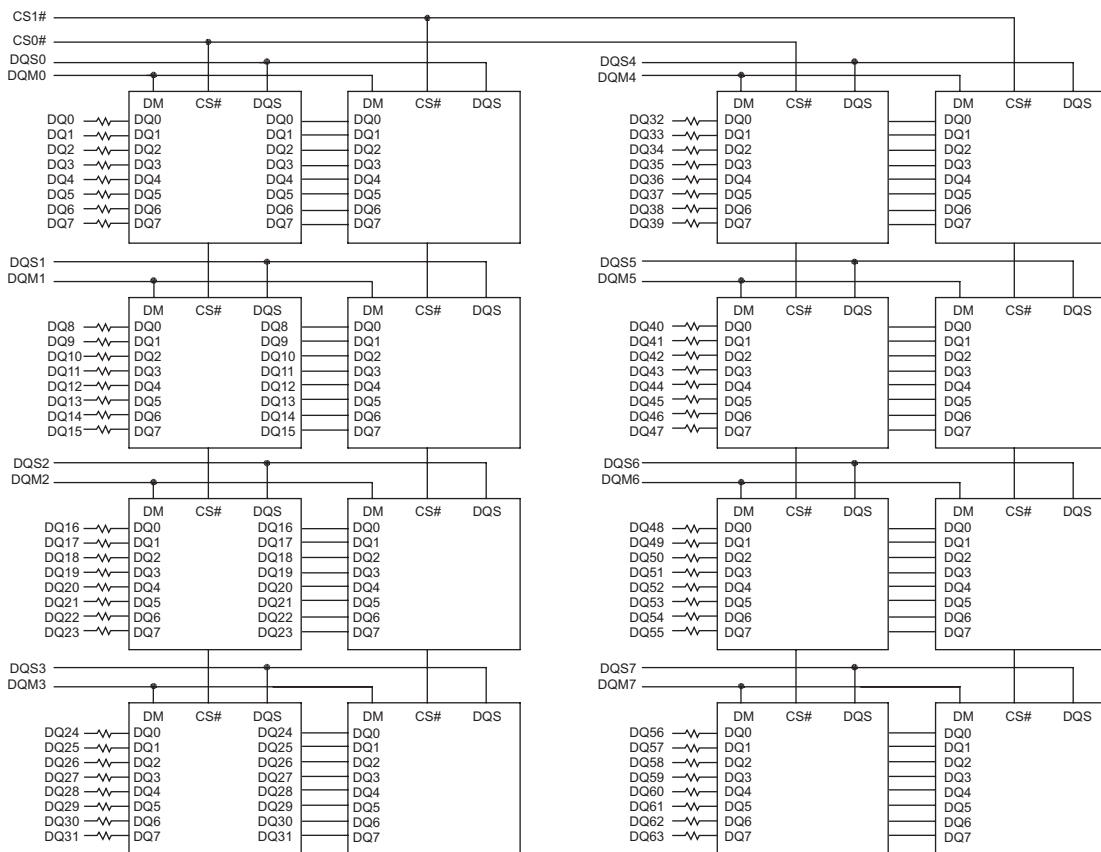 CS1#
CS0#
DQS0
DQM0
DQS4
DQM4
DM CS# DQS DM CS# DQS
DM CS# DQS DM CS# DQS
DQ0 DQ0 DQ0 DQ0
DQ1 DQ1 DQ1 DQ1
DQ2 DQ2 DQ2 DQ2
DQ3 DQ3 DQ3 DQ3
DQ4 DQ4 DQ4 DQ4
DQ5 DQ5 DQ5 DQ5
DQ6 DQ6 DQ6 DQ6
DQ7 DQ7 DQ7 DQ7
DQ32 DQ0 DQ0
DQ33 DQ1 DQ1
DQ34 DQ2 DQ2
DQ35 DQ3 DQ3
DQ36 DQ4 DQ4
DQ37 DQ5 DQ5
DQ38 DQ6 DQ6
DQ39 DQ7 DQ7
DQS1
DQM1
DQS5
DQM5
DM CS# DQS DM CS# DQS
DM CS# DQS DM CS# DQS
DQ8 DQ0 DQ8 DQ0
DQ9 DQ1 DQ9 DQ1
DQ10 DQ2 DQ10 DQ2
DQ11 DQ3 DQ11 DQ3
DQ12 DQ4 DQ12 DQ4
DQ13 DQ5 DQ13 DQ5
DQ14 DQ6 DQ14 DQ6
DQ15 DQ7 DQ15 DQ7
DQ40 DQ0 DQ0
DQ41 DQ1 DQ1
DQ42 DQ2 DQ2
DQ43 DQ3 DQ3
DQ44 DQ4 DQ4
DQ45 DQ5 DQ5
DQ46 DQ6 DQ6
DQ47 DQ7 DQ7
DQS2
DQM2
DQS6
DQM6
DM CS# DQS DM CS# DQS
DM CS# DQS DM CS# DQS
DQ16 DQ0 DQ16 DQ0
DQ17 DQ1 DQ17 DQ1
DQ18 DQ2 DQ18 DQ2
DQ19 DQ3 DQ19 DQ3
DQ20 DQ4 DQ20 DQ4
DQ21 DQ5 DQ21 DQ5
DQ22 DQ6 DQ22 DQ6
DQ23 DQ7 DQ23 DQ7
DQ48 DQ0 DQ0
DQ49 DQ1 DQ1
DQ50 DQ2 DQ2
DQ51 DQ3 DQ3
DQ52 DQ4 DQ4
DQ53 DQ5 DQ5
DQ54 DQ6 DQ6
DQ55 DQ7 DQ7
DQS3
DQM3
DQS7
DQM7
DM CS# DQS DM CS# DQS
DM CS# DQS DM CS# DQS
DQ24 DQ0 DQ24 DQ0
DQ25 DQ1 DQ25 DQ1
DQ26 DQ2 DQ26 DQ2
DQ27 DQ3 DQ27 DQ3
DQ28 DQ4 DQ28 DQ4
DQ29 DQ5 DQ29 DQ5
DQ30 DQ6 DQ30 DQ6
DQ31 DQ7 DQ31 DQ7
DQ56 DQ0 DQ0
DQ57 DQ1 DQ1
DQ58 DQ2 DQ2
DQ59 DQ3 DQ3
DQ60 DQ4 DQ4
DQ61 DQ5 DQ5
DQ62 DQ6 DQ6
DQ63 DQ7 DQ7